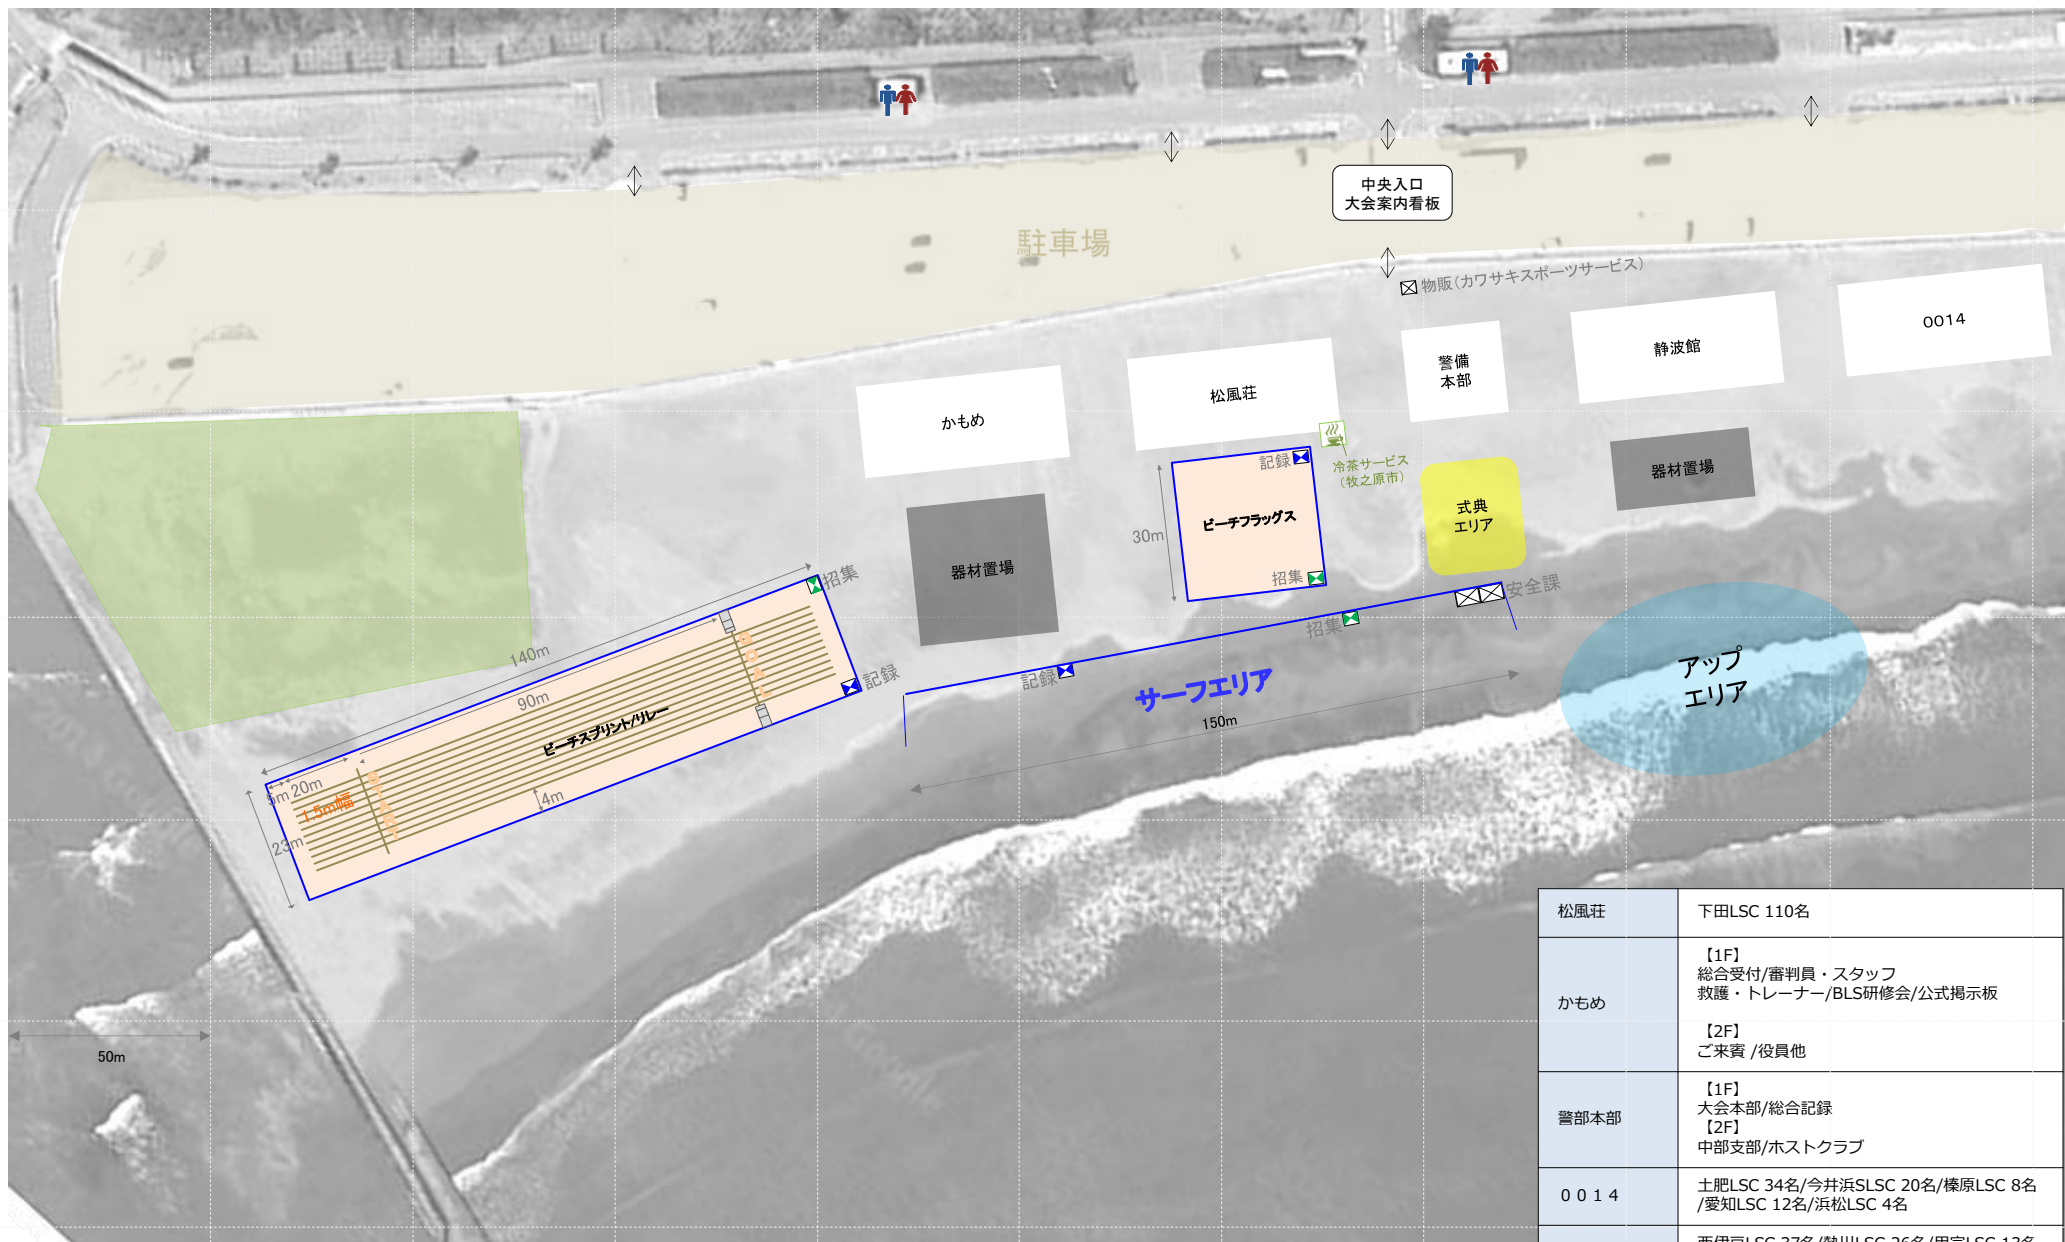 中央入口
大会案内看板
駐車場
物販(カワサキスポーツサービス)
0014
静波館
警備
本部
松風荘
かもめ
記録
冷茶サービス
(牧之原市)
ビーチフラッグス
30m
招集
式典
エリア
器材置場
器材置場
安全課
招集
記録
サーフエリア
150m
アップ
エリア
招集
140m
90m
記録
ビーチスプリント/リレー
5m
20m
1.5m幅
4m
23m
50m
松風荘
下田LSC 110名
かもめ
【1F】
総合受付/審判員・スタッフ
救護・トレーナー/BLS研修会/公式掲示板
【2F】
ご来賓 /役員他
警部本部
【1F】
大会本部/総合記録
【2F】
中部支部/ホストクラブ
0014
土肥LSC 34名/今井浜SLSC 20名/榛原LSC 8名
/愛知LSC 12名/浜松LSC 4名